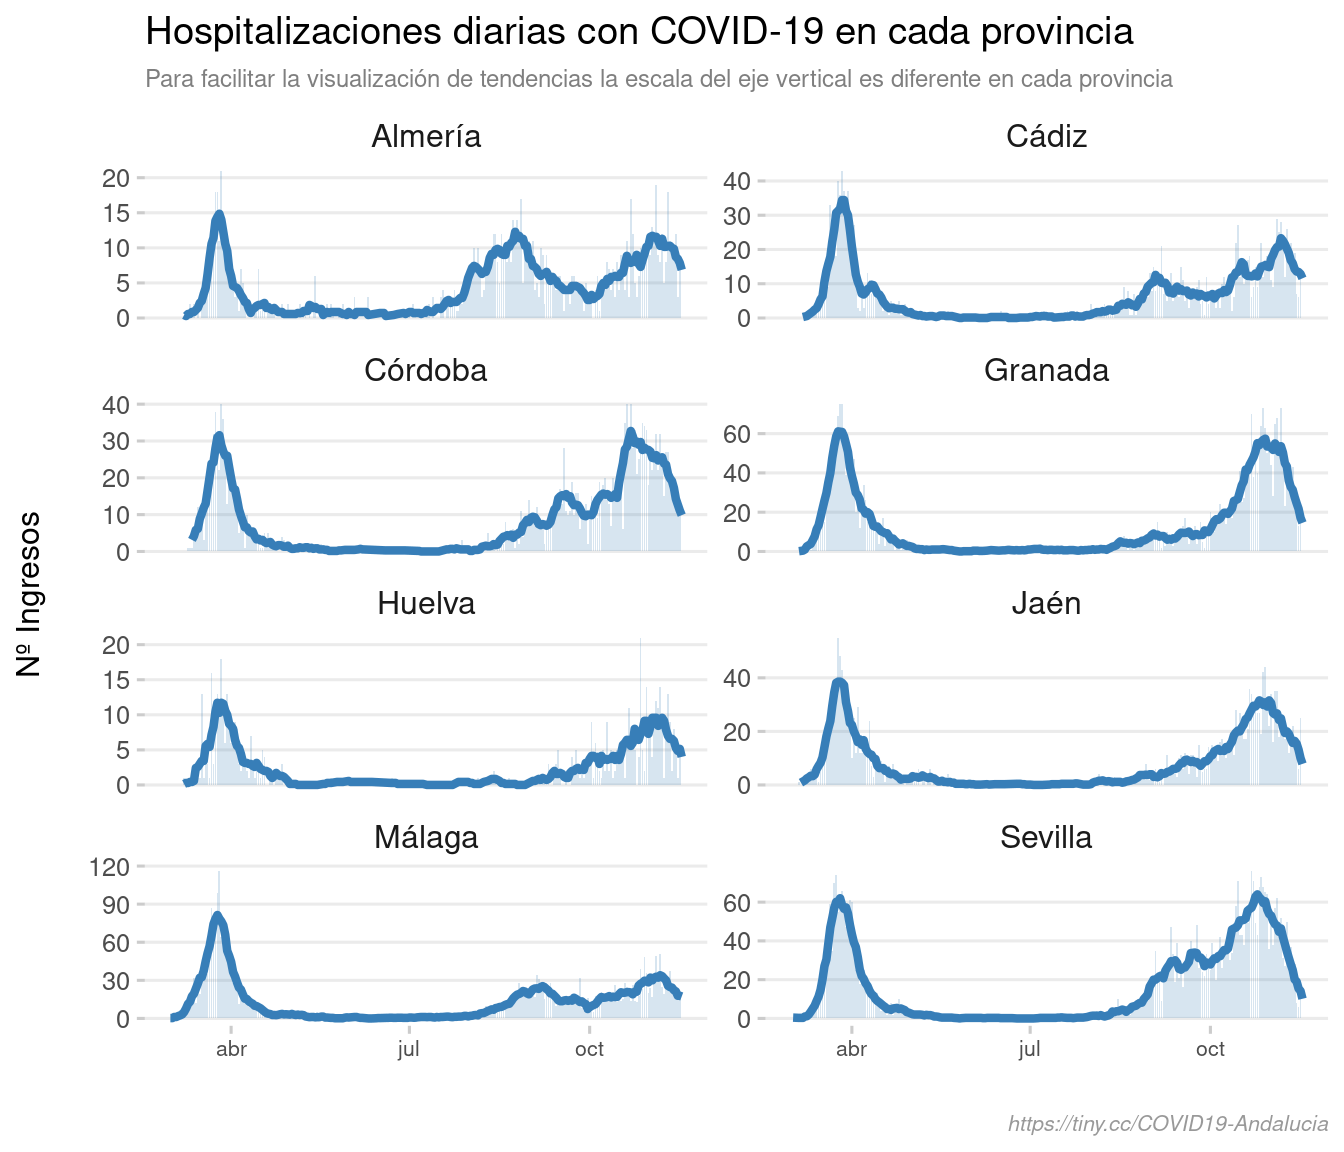 Hospitalizaciones diarias con COVID-19 en cada provincia
Para facilitar la visualización de tendencias la escala del eje vertical es diferente en cada provincia
Nº Ingresos
Almería
20
15
10
5
0
Cádiz
40
30
20
10
0
Córdoba
40
30
20
10
0
Granada
60
40
20
0
Huelva
20
15
10
5
0
Jaén
40
20
0
Málaga
120
90
60
30
0
abr jul oct
Sevilla
60
40
20
0
abr jul oct
https://tiny.cc/COVID19-Andalucia